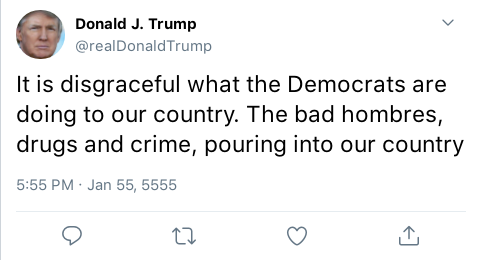 Donald J. Trump
@realDonaldTrump
It is disgraceful what the Democrats are
doing to our country. The bad hombres,
drugs and crime, pouring into our country
5:55 PM · Jan 55, 5555